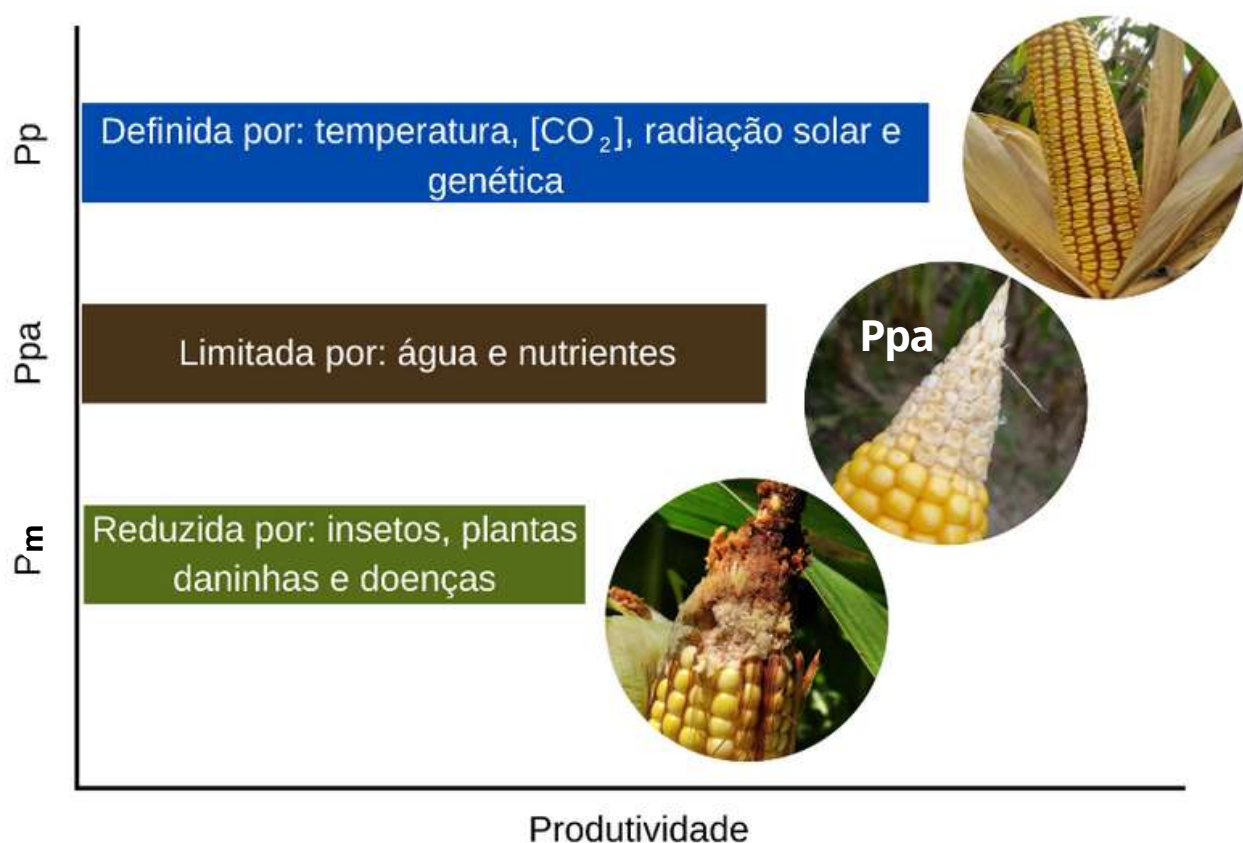 Pp
Definida por: temperatura, [CO₂], radiação solar e
genética
Ppa
Limitada por: água e nutrientes
Ppa
Pm
Reduzida por: insetos, plantas
daninhas e doenças
Produtividade